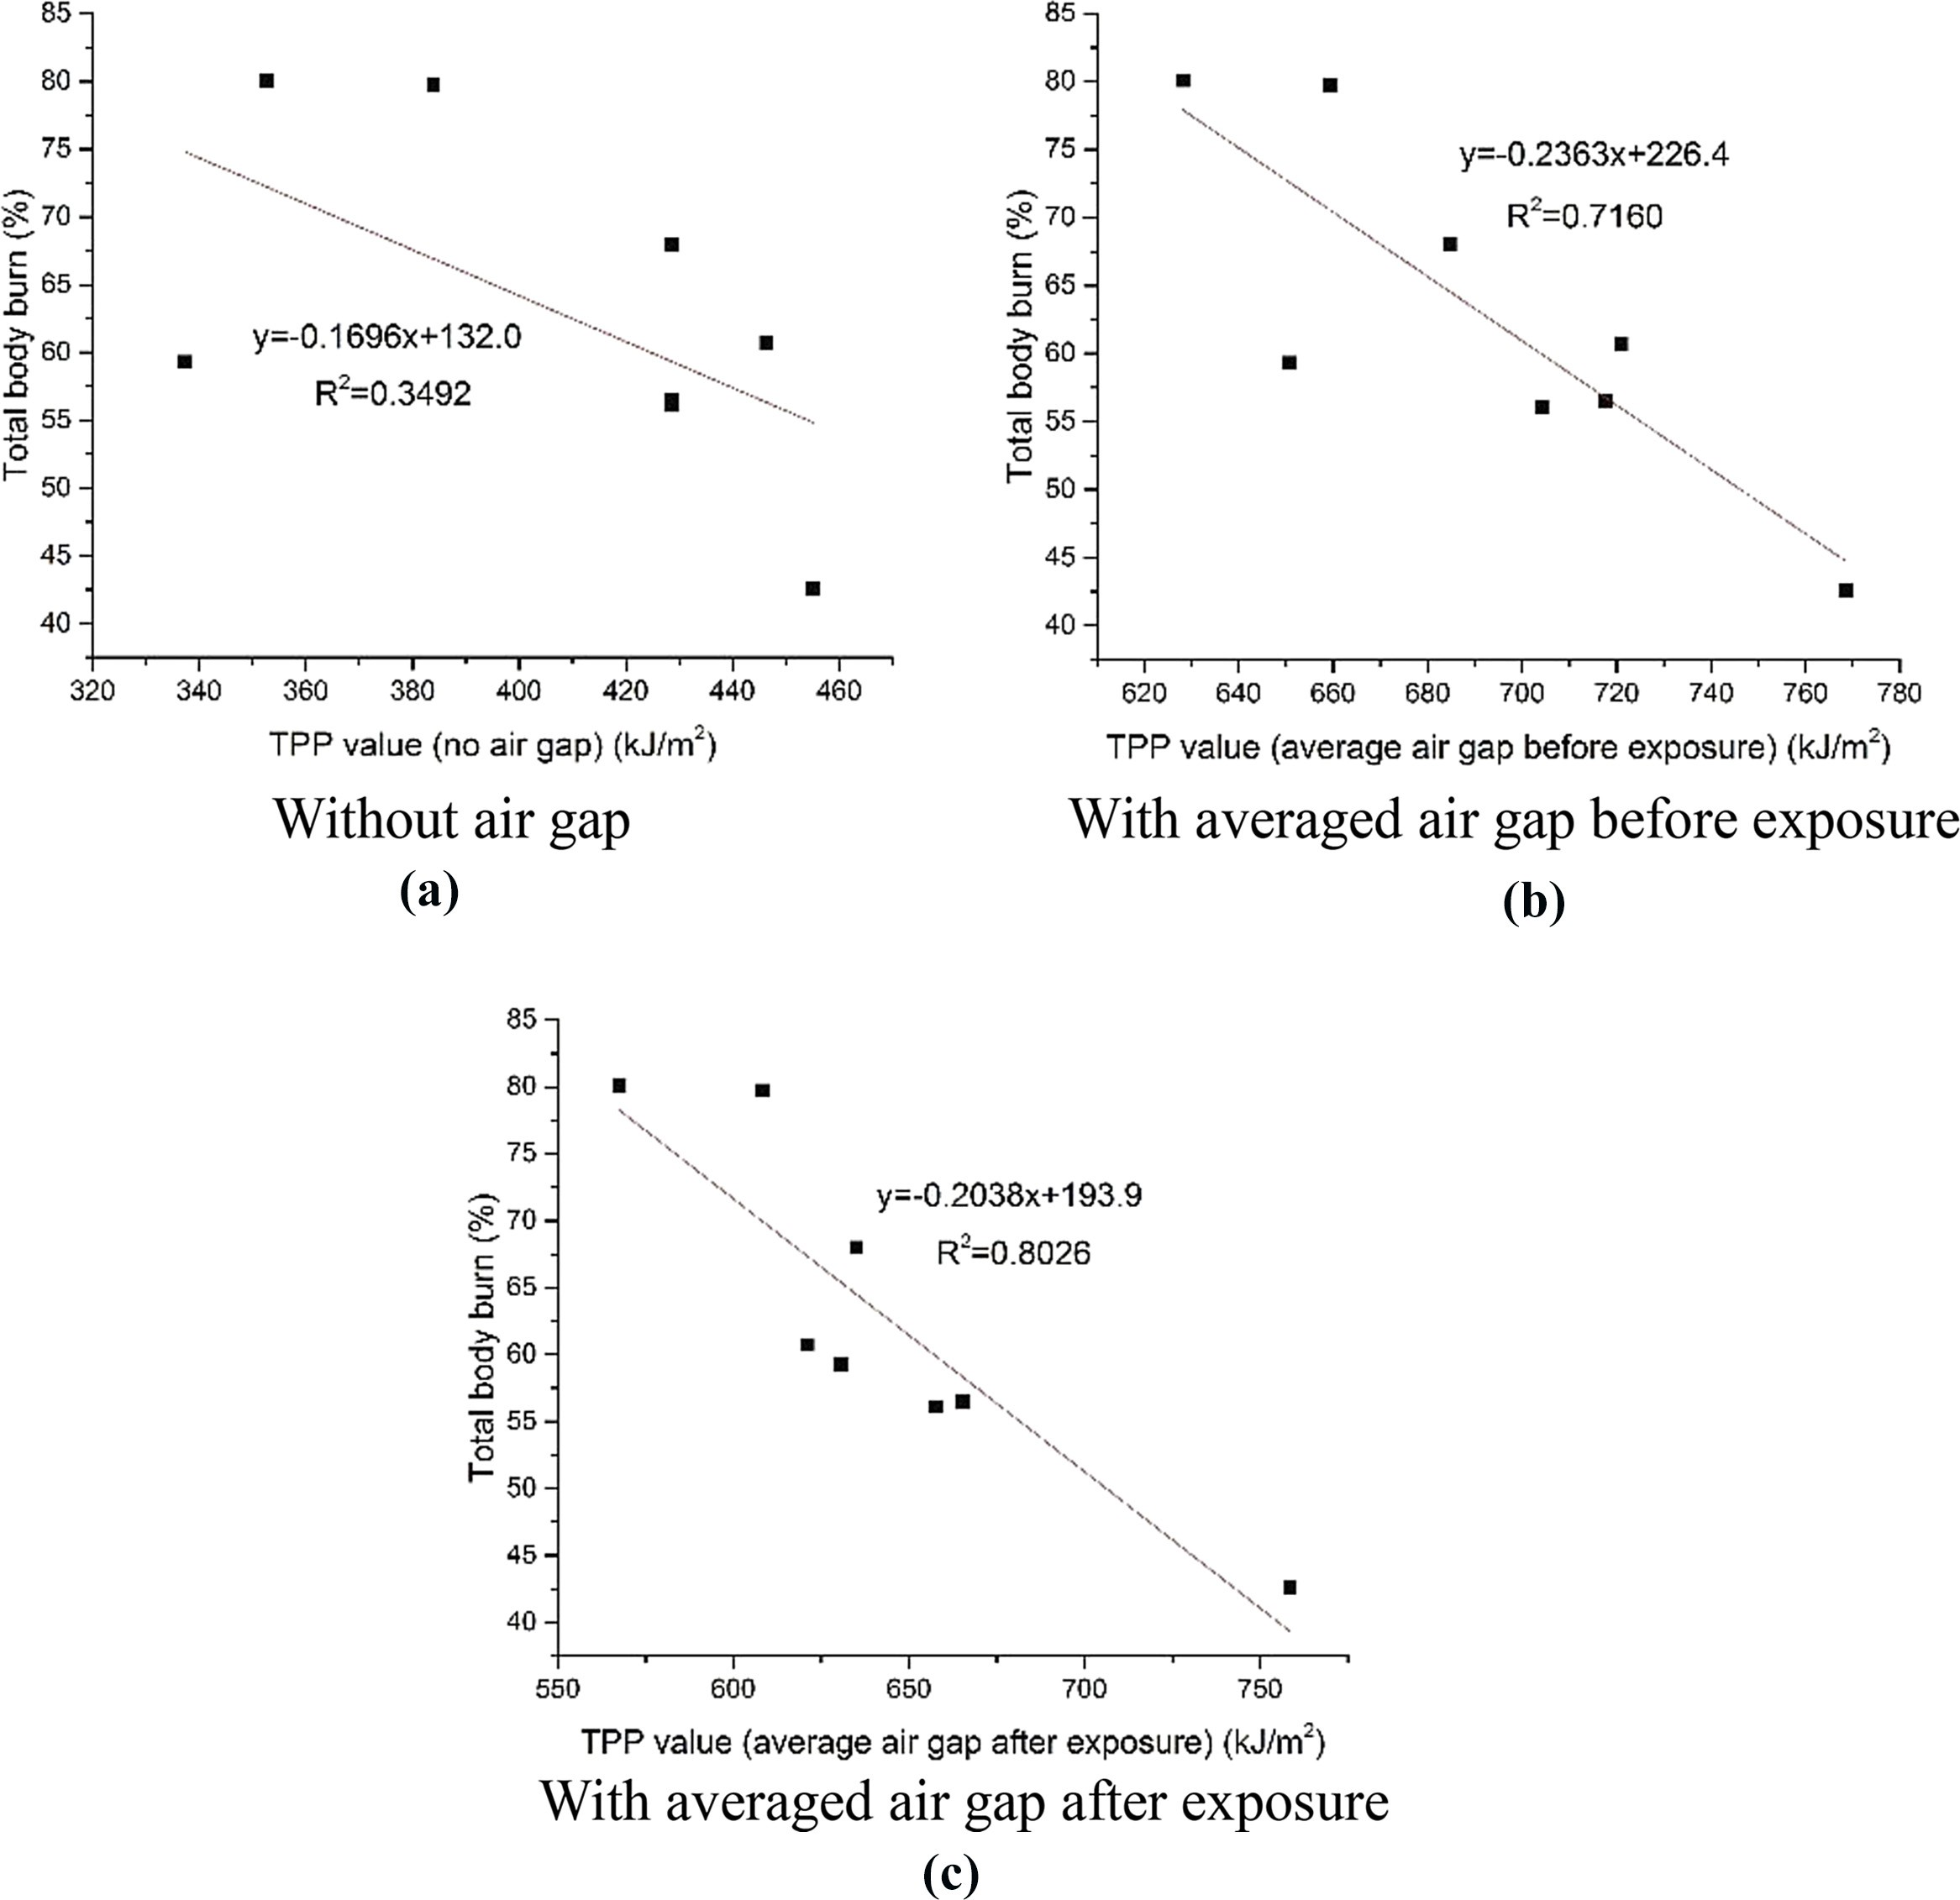 85
80
75
70
65
60
55
50
45
40
Total body burn (%)
y=-0.1696x+132.0
R²=0.3492
320 340 360 380 400 420 440 460
TPP value (no air gap) (kJ/m²)
Without air gap
(a)
85
80
75
70
65
60
55
50
45
40
Total body burn (%)
y=-0.2363x+226.4
R²=0.7160
620 640 660 680 700 720 740 760 780
TPP value (average air gap before exposure) (kJ/m²)
With averaged air gap before exposure
(b)
85
80
75
70
65
60
55
50
45
40
Total body burn (%)
y=-0.2038x+193.9
R²=0.8026
550 600 650 700 750
TPP value (average air gap after exposure) (kJ/m²)
With averaged air gap after exposure
(c)